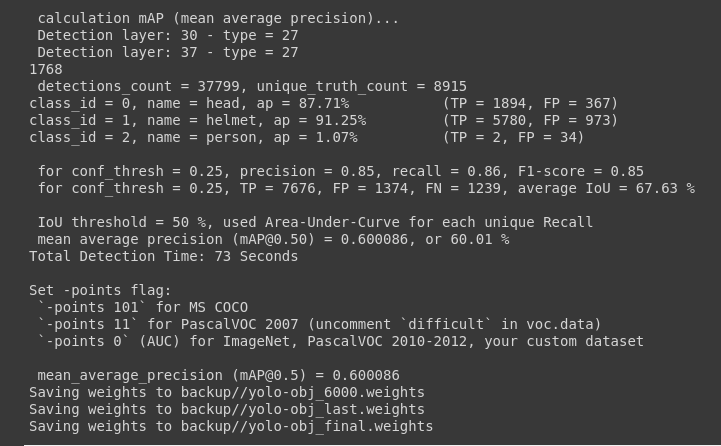 calculation mAP (mean average precision)...
Detection layer: 30 - type = 27
Detection layer: 37 - type = 27
1768
detections_count = 37799, unique_truth_count = 8915
class_id = 0, name = head, ap = 87.71% (TP = 1894, FP = 367)
class_id = 1, name = helmet, ap = 91.25% (TP = 5780, FP = 973)
class_id = 2, name = person, ap = 1.07% (TP = 2, FP = 34)
for conf_thresh = 0.25, precision = 0.85, recall = 0.86, F1-score = 0.85
for conf_thresh = 0.25, TP = 7676, FP = 1374, FN = 1239, average IoU = 67.63 %
IoU threshold = 50 %, used Area-Under-Curve for each unique Recall
mean average precision (mAP@0.50) = 0.600086, or 60.01 %
Total Detection Time: 73 Seconds
Set -points flag:
`-points 101` for MS COCO
`-points 11` for PascalVOC 2007 (uncomment `difficult` in voc.data)
`-points 0` (AUC) for ImageNet, PascalVOC 2010-2012, your custom dataset
mean_average_precision (mAP@0.5) = 0.600086
Saving weights to backup//yolo-obj_6000.weights
Saving weights to backup//yolo-obj_last.weights
Saving weights to backup//yolo-obj_final.weights